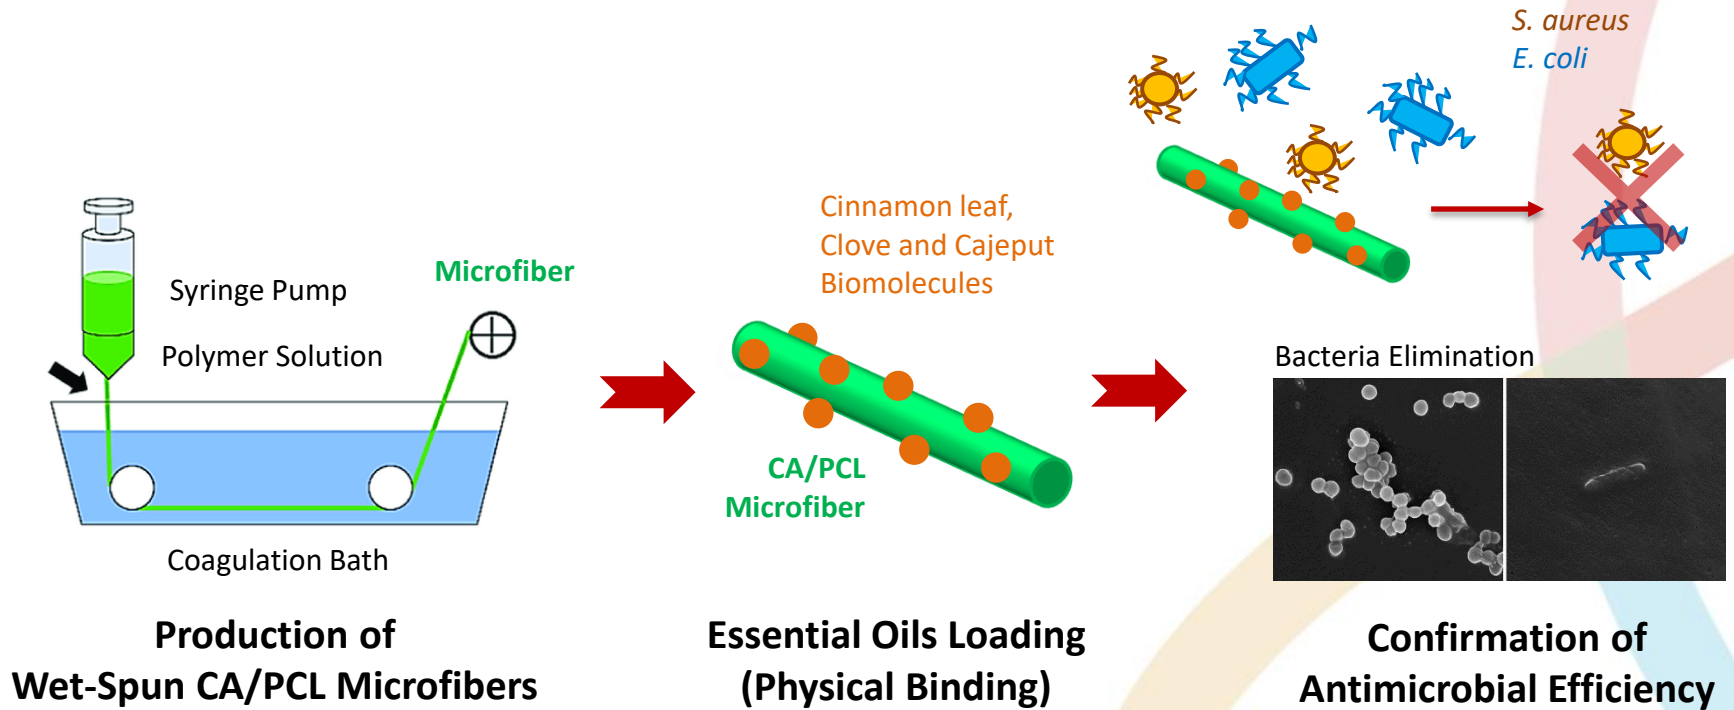 Syringe Pump
Polymer Solution
Microfiber
Coagulation Bath
Production of
Wet-Spun CA/PCL Microfibers
Cinnamon leaf,
Clove and Cajeput
Biomolecules
CA/PCL
Microfiber
Essential Oils Loading
(Physical Binding)
S. aureus
E. coli
Bacteria Elimination
Confirmation of
Antimicrobial Efficiency